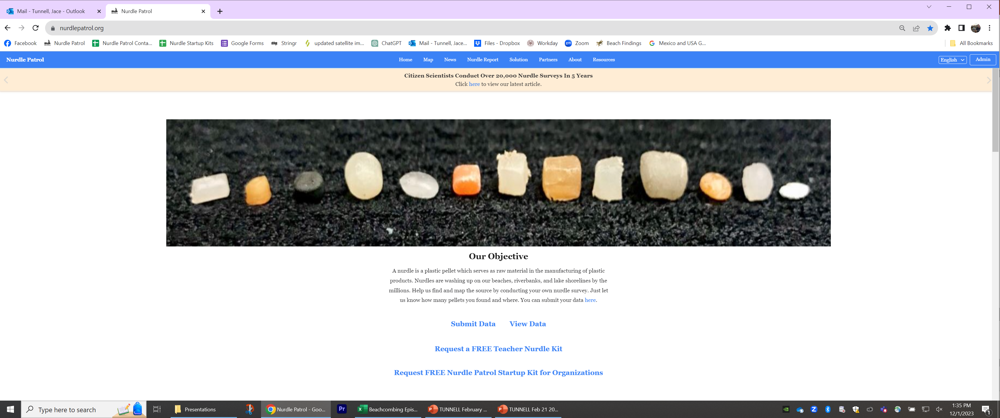 Mail - Tunnell, Jace - Outlook
Nurdle Patrol
nurdlepatrol.org
Facebook
Nurdle Patrol
Nurdle Patrol Conta...
Nurdle Startup Kits
Google Forms
Stringr
updated satellite im...
ChatGPT
Mail - Tunnell, Jace...
Files - Dropbox
Workday
zm Zoom
Beach Findings
Mexico and USA G...
All Bookmarks
Nurdle Patrol
Home
Map
News
Nurdle Report
Solution
Partners
About
Resources
English
Admin
Citizen Scientists Conduct Over 20,000 Nurdle Surveys In 5 Years
Click here to view our latest article.
Our Objective
A nurdle is a plastic pellet which serves as raw material in the manufacturing of plastic
products. Nurdles are washing up on our beaches, riverbanks, and lake shorelines by the
millions. Help us find and map the source by conducting your own nurdle survey. Just let
us know how many pellets you found and where. You can submit your data here.
Submit Data
View Data
Request a FREE Teacher Nurdle Kit
Request FREE Nurdle Patrol Startup Kit for Organizations
Type here to search
Presentations
Nurdle Patrol - Goo...
Pr
Beachcombing Epis...
TUNNELL February ...
TUNNELL Feb 21 20...
1:35 PM
12/1/2023
1